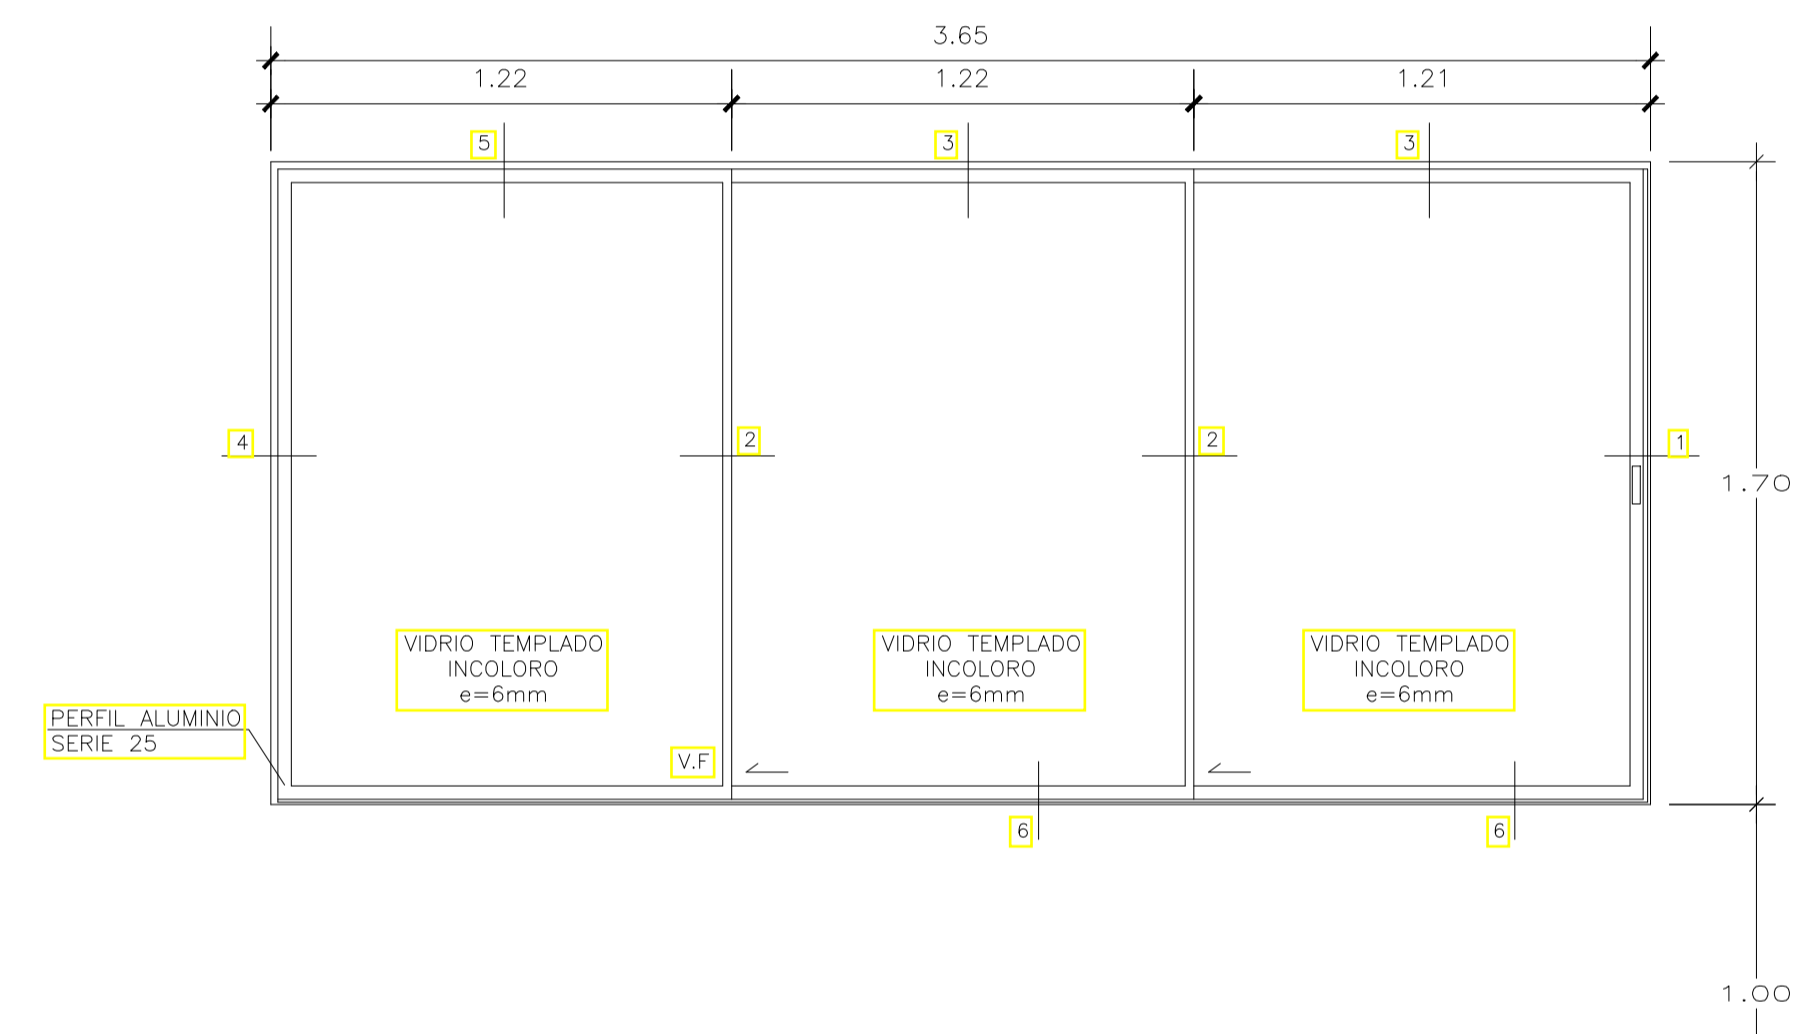 3.65
1.22 1.22 1.21
5 3 3
4 2 2 1
1.70
VIDRIO TEMPLADO
INCOLORO
e=6mm
VIDRIO TEMPLADO
INCOLORO
e=6mm
VIDRIO TEMPLADO
INCOLORO
e=6mm
PERFIL ALUMINIO
SERIE 25
V.F
6 6
1.00